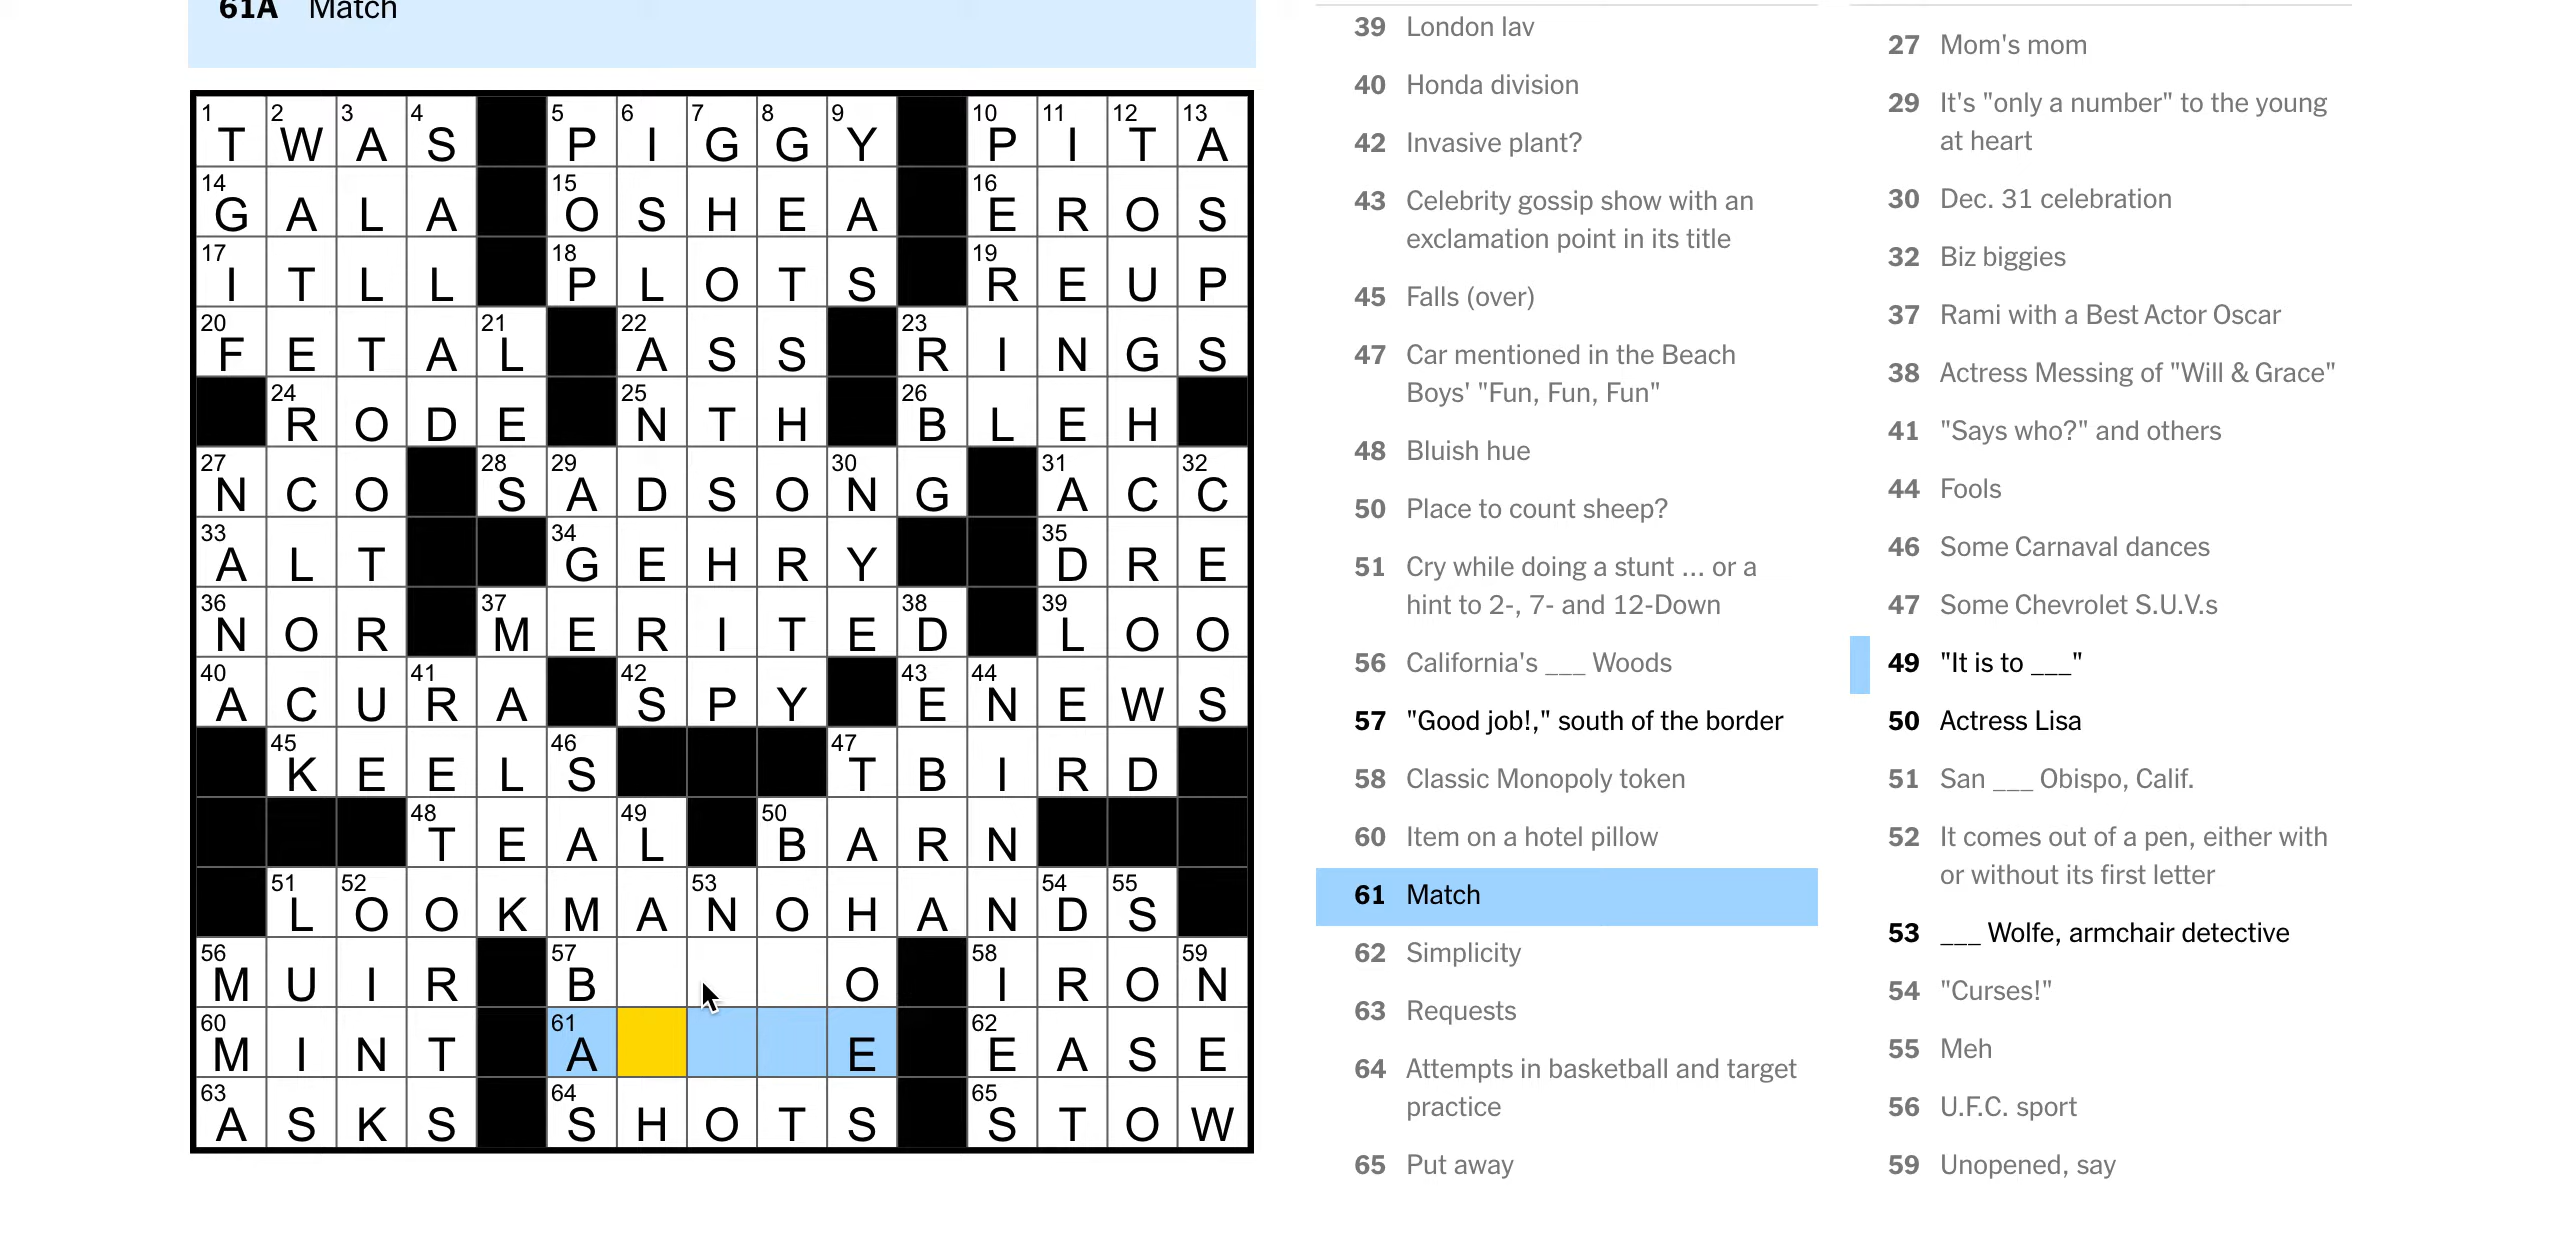 61A Match
1 2 3 4 5 6 7 8 9 10 11 12 13
T W A S P I G G Y P I T A
14 15 16
G A L A O S H E A E R O S
17 18 19
I T L L P L O T S R E U P
20 21 22 23
F E T A L A S S R I N G S
24 25 26
R O D E N T H B L E H
27 28 29 30 31 32
N C O S A D S O N G A C C
33 34 35
A L T G E H R Y D R E
36 37 38 39
N O R M E R I T E D L O O
40 41 42 43 44
A C U R A S P Y E N E W S
45 46 47
K E E L S T B I R D
48 49 50
T E A L B A R N
51 52 53 54 55
L O O K M A N O H A N D S
56 57 58 59
M U I R B O I R O N
60 61 62
M I N T A E E A S E
63 64 65
A S K S S H O T S S T O W
39 London lav
40 Honda division
42 Invasive plant?
43 Celebrity gossip show with an
exclamation point in its title
45 Falls (over)
47 Car mentioned in the Beach
Boys' "Fun, Fun, Fun"
48 Bluish hue
50 Place to count sheep?
51 Cry while doing a stunt ... or a
hint to 2-, 7- and 12-Down
56 California's ___ Woods
57 "Good job!," south of the border
58 Classic Monopoly token
60 Item on a hotel pillow
61 Match
62 Simplicity
63 Requests
64 Attempts in basketball and target
practice
65 Put away
27 Mom's mom
29 It's "only a number" to the young
at heart
30 Dec. 31 celebration
32 Biz biggies
37 Rami with a Best Actor Oscar
38 Actress Messing of "Will & Grace"
41 "Says who?" and others
44 Fools
46 Some Carnaval dances
47 Some Chevrolet S.U.V.s
49 "It is to ___"
50 Actress Lisa
51 San ___ Obispo, Calif.
52 It comes out of a pen, either with
or without its first letter
53 ___ Wolfe, armchair detective
54 "Curses!"
55 Meh
56 U.F.C. sport
59 Unopened, say